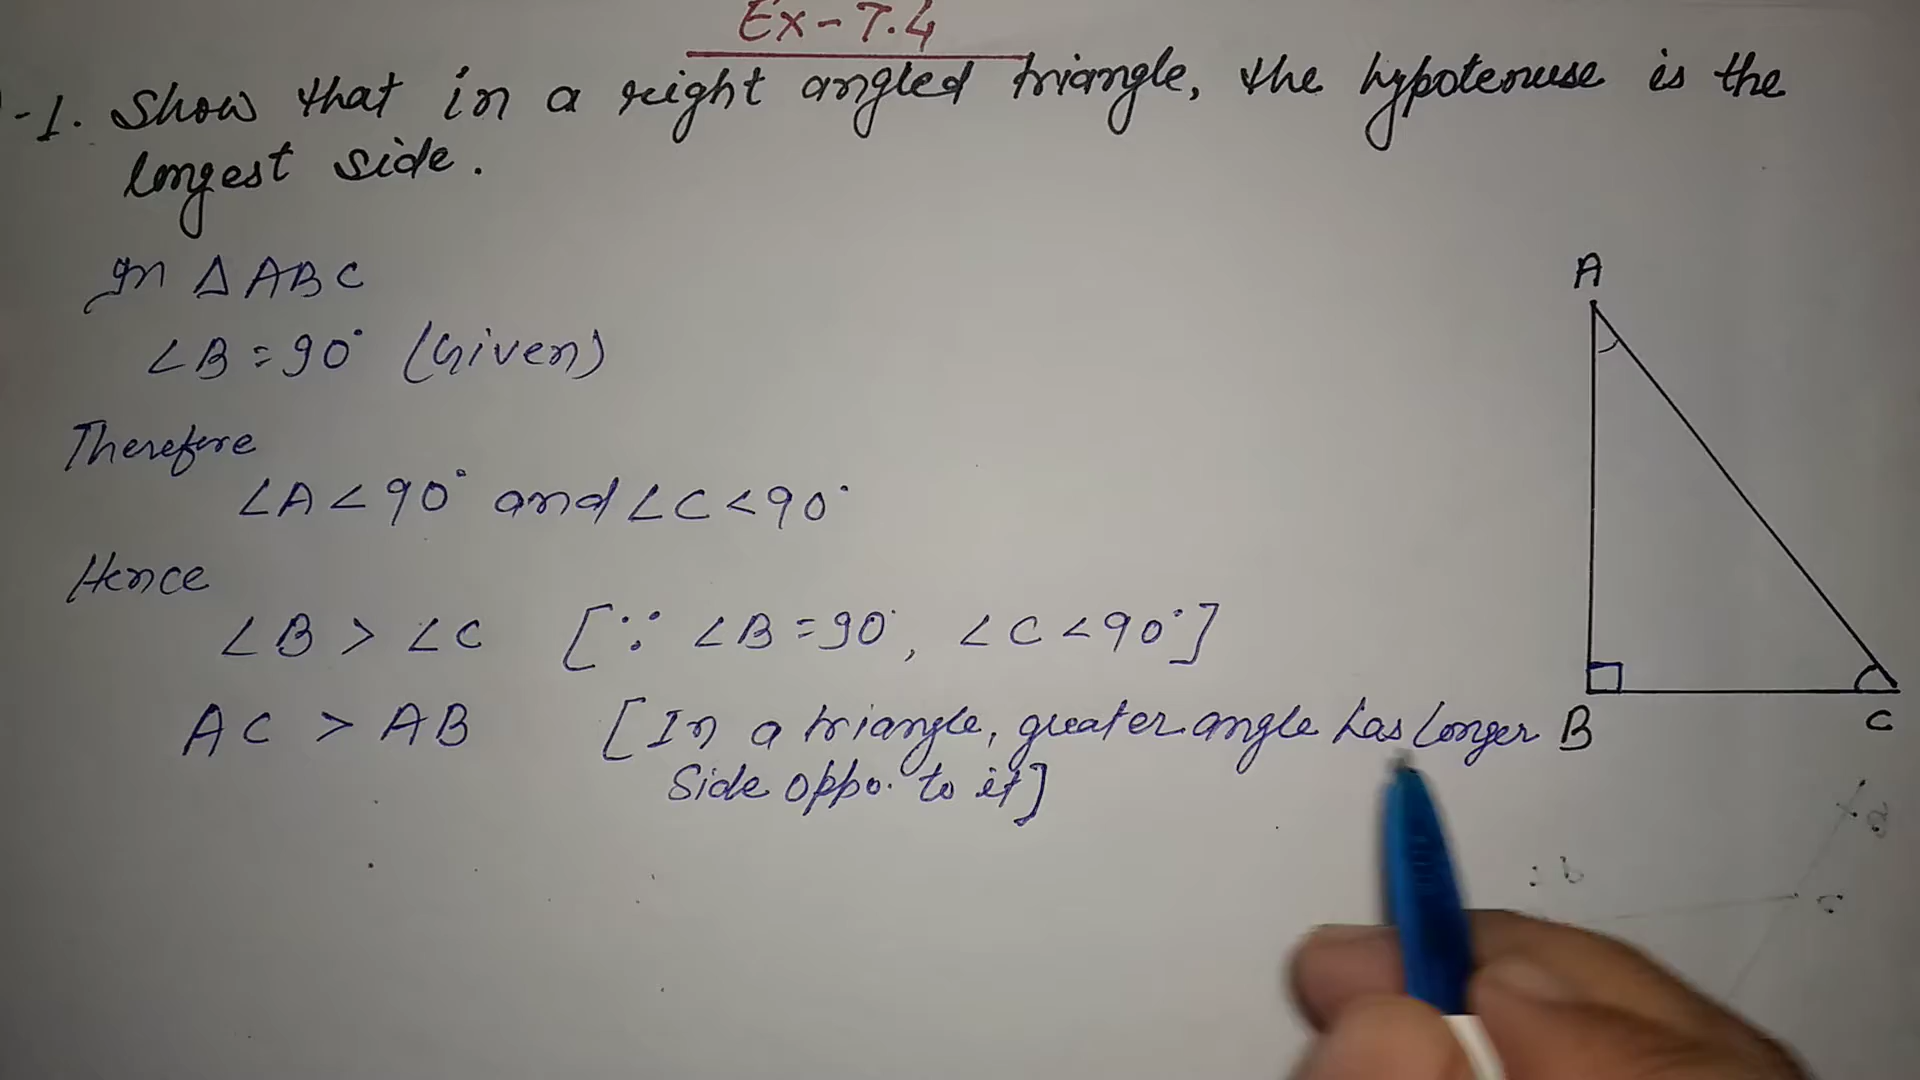 Ex-7.4
-1. Show that in a right angled triangle, the hypotenuse is the
longest side.
In ΔABC
∠B = 90° (Given)
Therefore
∠A < 90° and ∠C < 90°
Hence
∠B > ∠C [∵ ∠B = 90°, ∠C < 90°]
AC > AB [In a triangle, greater angle has longer
Side oppo. to it]
A
B
C